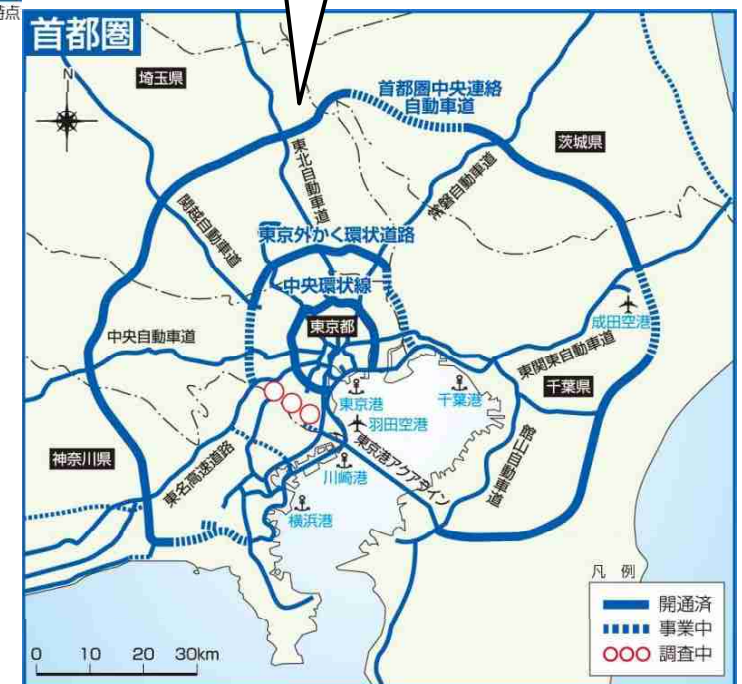 時点
首都圏
N
埼玉県
首都圏中央連絡
自動車道
茨城県
東北自動車道
常磐自動車道
関越自動車道
東京外かく環状道路
中央環状線
東京都
成田空港
中央自動車道
東関東自動車道
千葉県
東京港
千葉港
羽田空港
神奈川県
東名高速道路
東京港アクアライン
館山自動車道
川崎港
横浜港
凡 例
開通済
事業中
調査中
0 10 20 30km